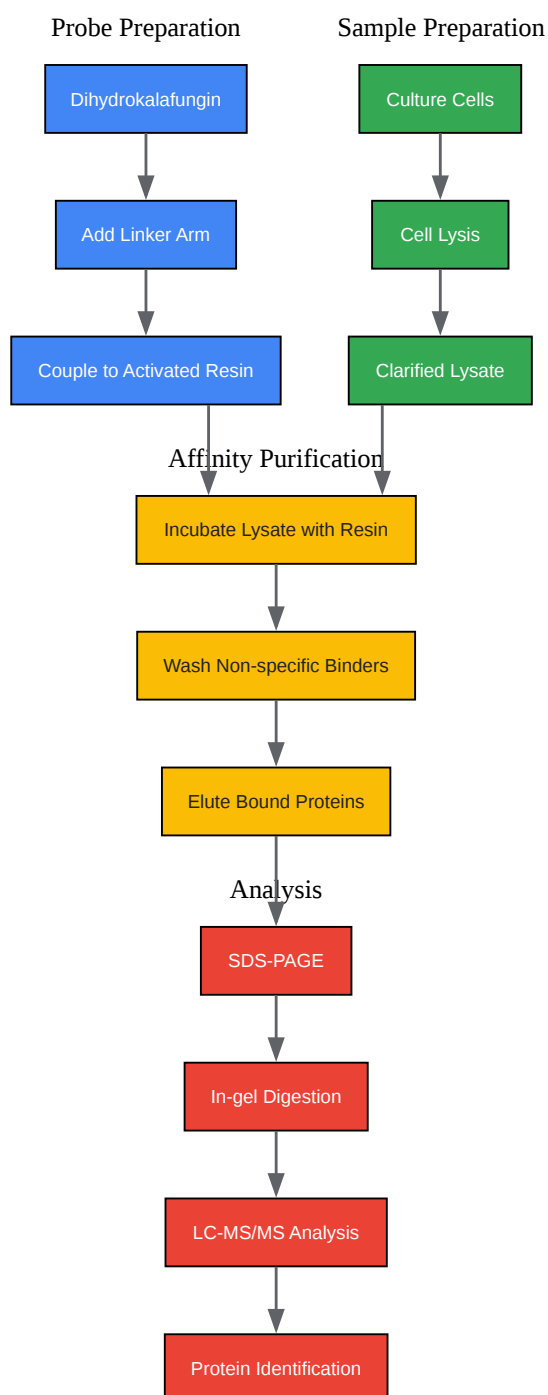 Probe Preparation
Sample Preparation
Dihydrokalafungin
Culture Cells
Add Linker Arm
Cell Lysis
Couple to Activated Resin
Clarified Lysate
Affinity Purification
Incubate Lysate with Resin
Wash Non-specific Binders
Elute Bound Proteins
Analysis
SDS-PAGE
In-gel Digestion
LC-MS/MS Analysis
Protein Identification